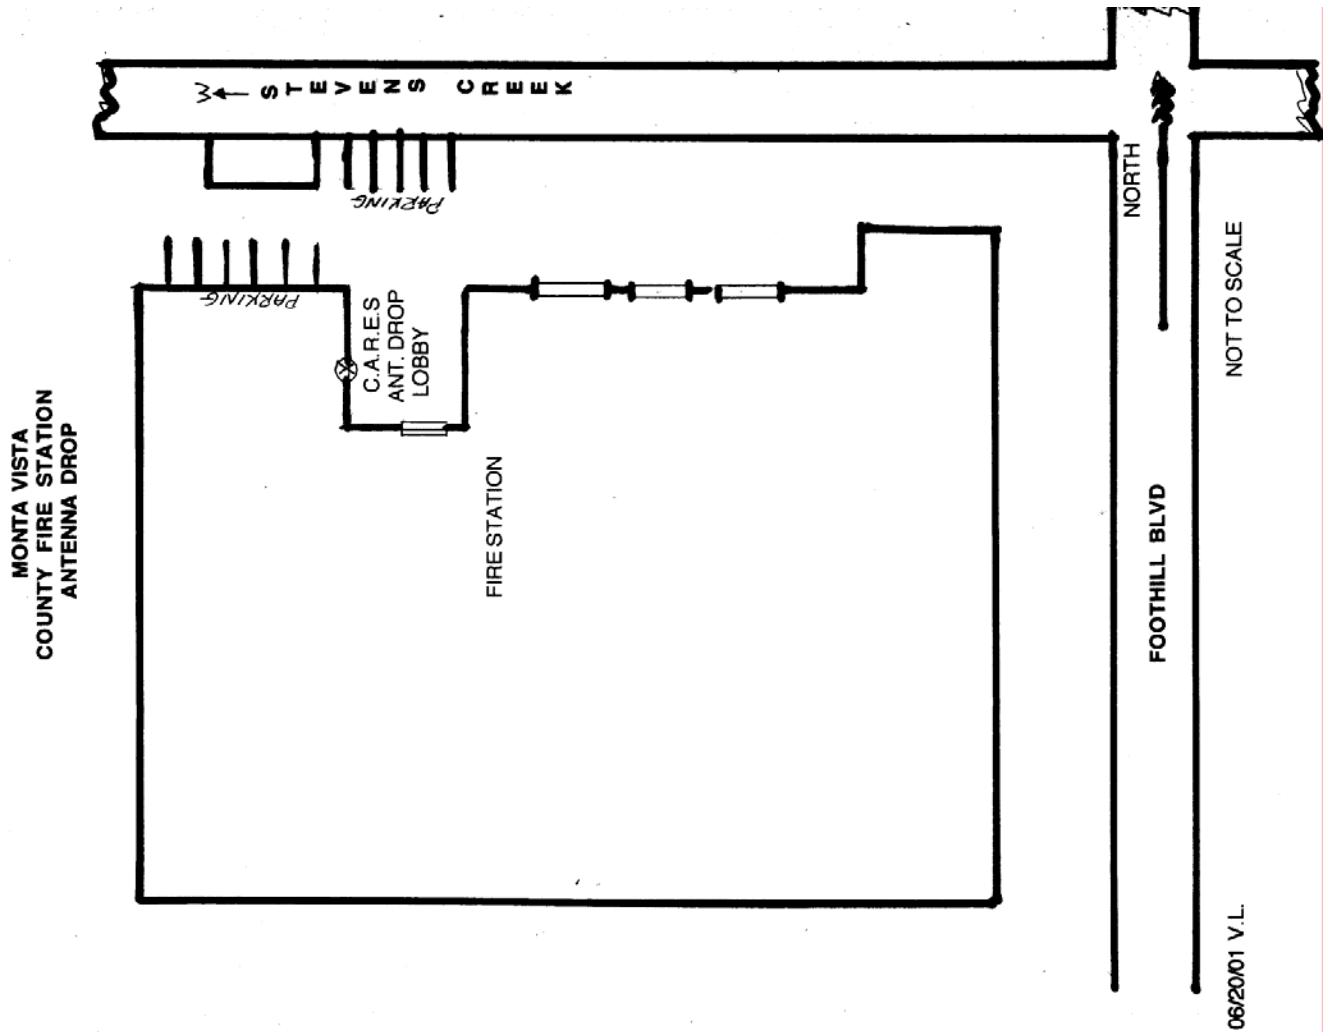 MONTA VISTA
COUNTY FIRE STATION
ANTENNA DROP
W
STEVENS CREEK
PARKING
PARKING
C.A.R.E.S
ANT. DROP
LOBBY
FIRE STATION
NORTH
FOOTHILL BLVD
NOT TO SCALE
06/20/01 V.L.
X